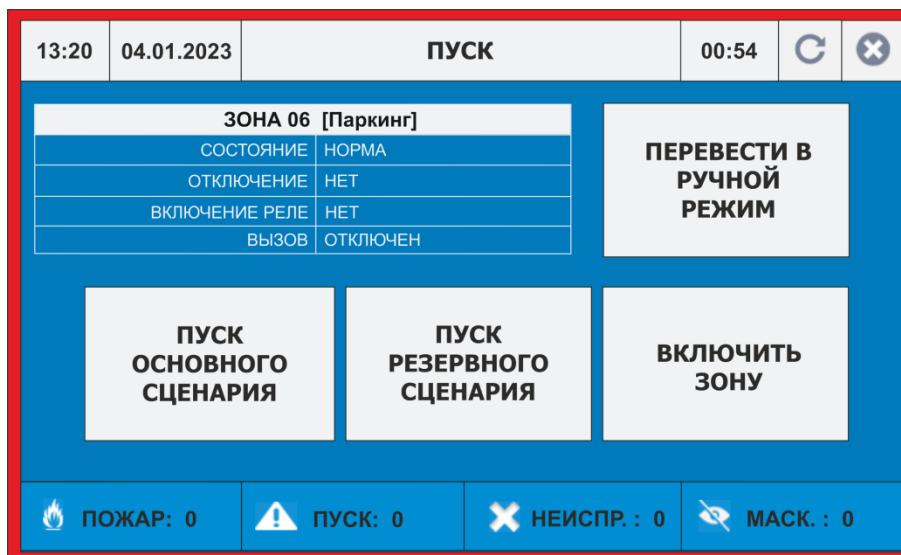 13:20 04.01.2023 ПУСК 00:54
ЗОНА 06 [Паркинг]
СОСТОЯНИЕ НОРМА
ОТКЛЮЧЕНИЕ НЕТ
ВКЛЮЧЕНИЕ РЕЛЕ НЕТ
ВЫЗОВ ОТКЛЮЧЕН
ПЕРЕВЕСТИ В
РУЧНОЙ
РЕЖИМ
ПУСК
ОСНОВНОГО
СЦЕНАРИЯ
ПУСК
РЕЗЕРВНОГО
СЦЕНАРИЯ
ВКЛЮЧИТЬ
ЗОНУ
ПОЖАР: 0 ПУСК: 0 НЕИСПР. : 0 МАСК. : 0